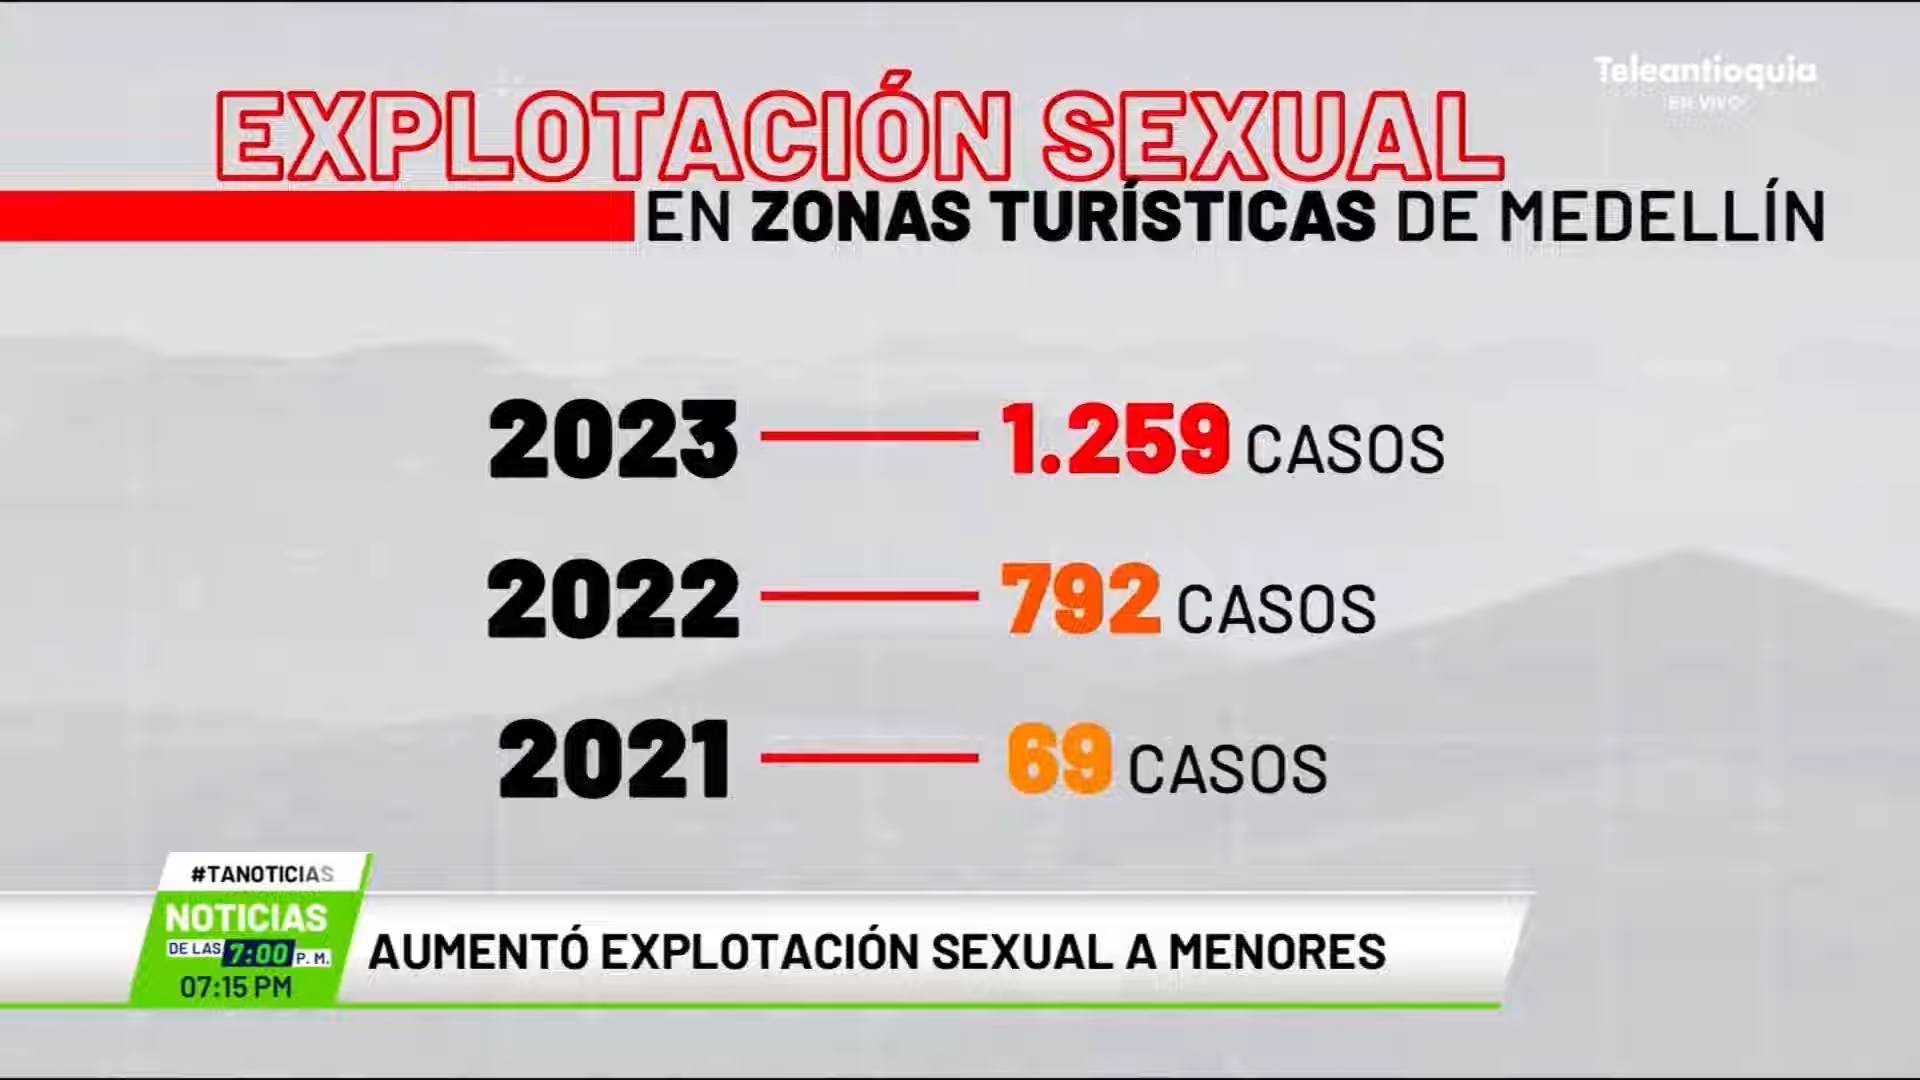 Teleantioquia
EN VIVO
EXPLOTACIÓN SEXUAL
EN ZONAS TURÍSTICAS DE MEDELLÍN
2023 1.259 CASOS
2022 792 CASOS
2021 69 CASOS
#TANOTICIAS
NOTICIAS
DE LAS 7:00 P. M.
07:15 PM
AUMENTÓ EXPLOTACIÓN SEXUAL A MENORES